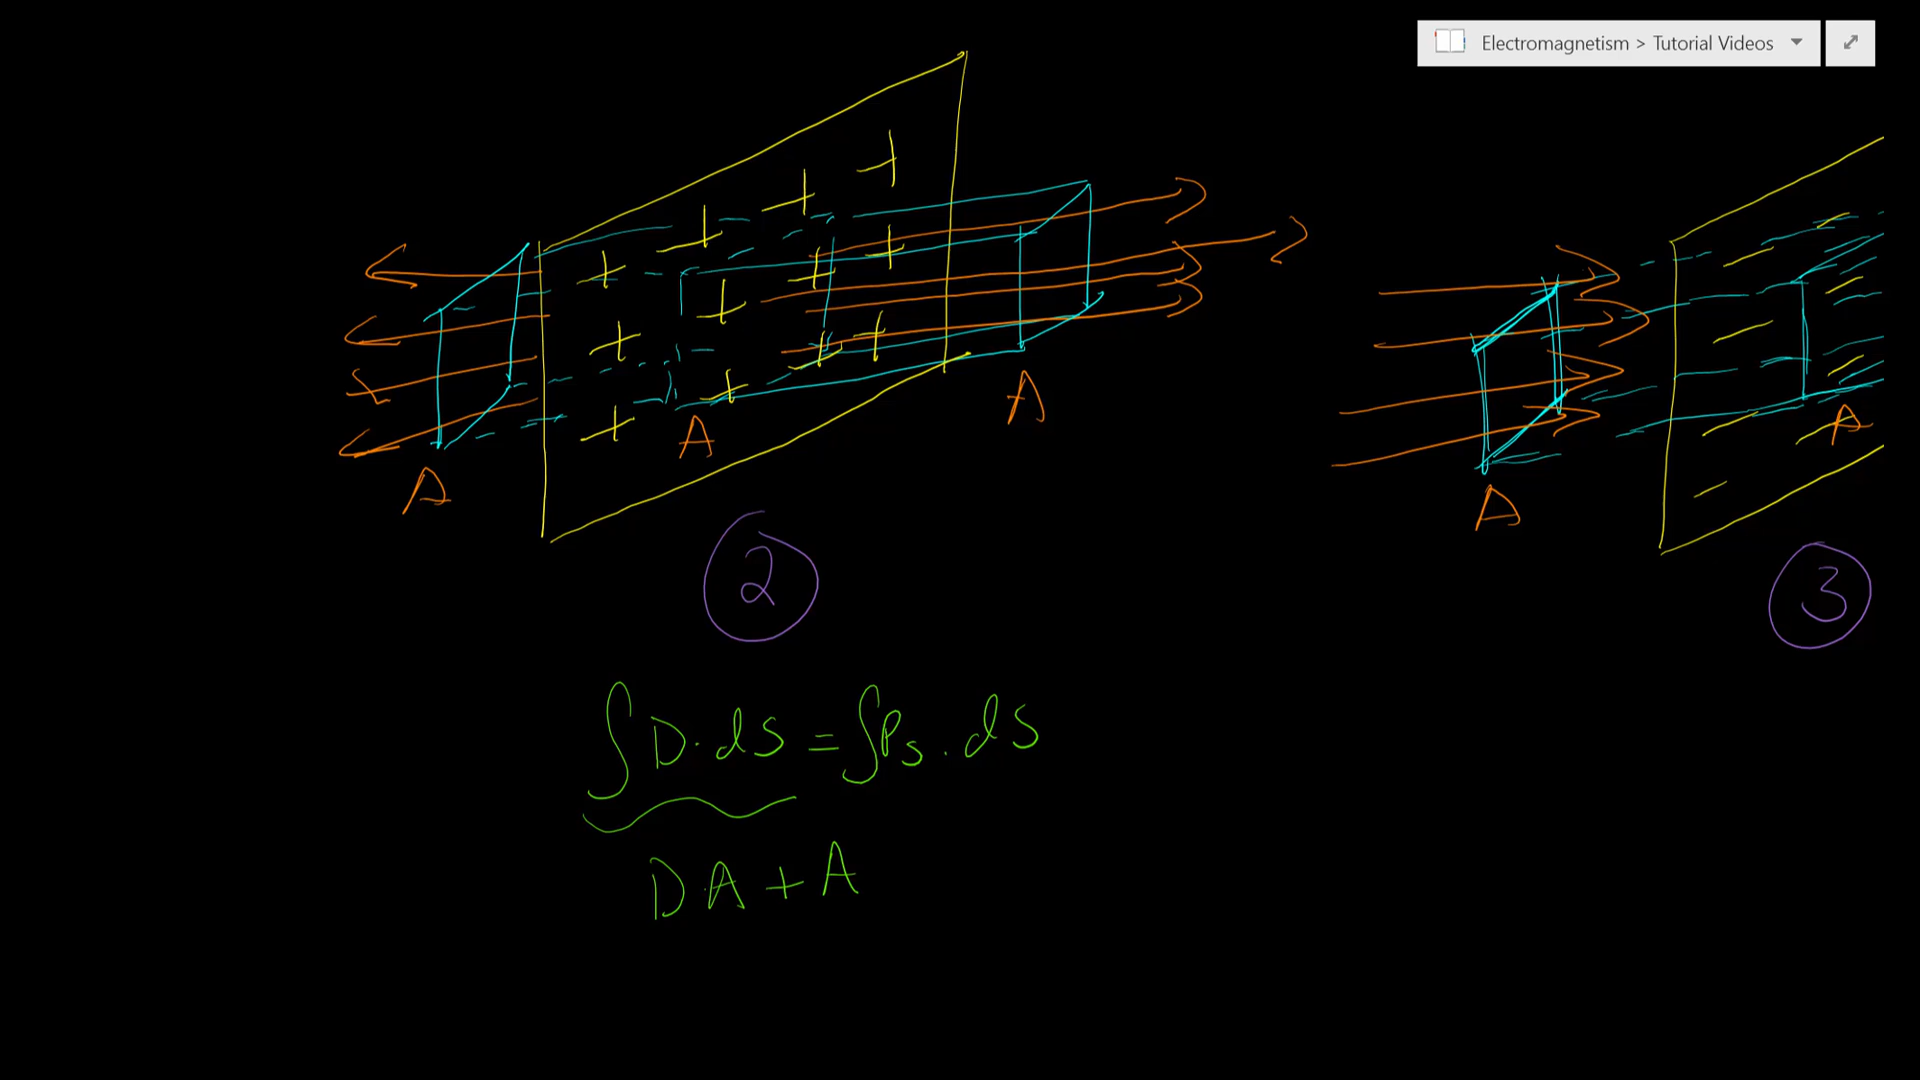 Electromagnetism > Tutorial Videos
+ + + +
+ + + +
+ + + +
+
A A A
A A
2
3
∫D·ds = ∫ρs·ds
DA + A